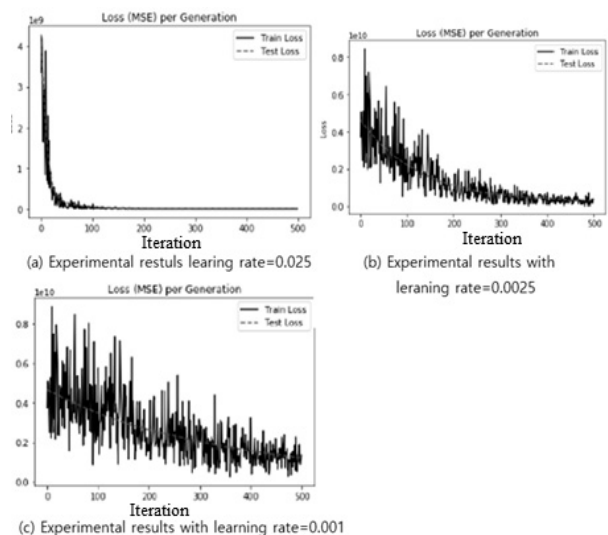 Loss (MSE) per Generation
1e9
Train Loss
Test Loss
4
3
2
1
0
0 100 200 300 400 500
Iteration
(a) Experimental restuls learing rate=0.025
Loss (MSE) per Generation
1e10
Train Loss
Test Loss
Loss
0.8
0.6
0.4
0.2
0.0
0 100 200 300 400 500
Iteration
(b) Experimental results with
leraning rate=0.0025
Loss (MSE) per Generation
1e10
Train Loss
Test Loss
0.8
0.6
0.4
0.2
0.0
0 100 200 300 400 500
Iteration
(c) Experimental results with learning rate=0.001